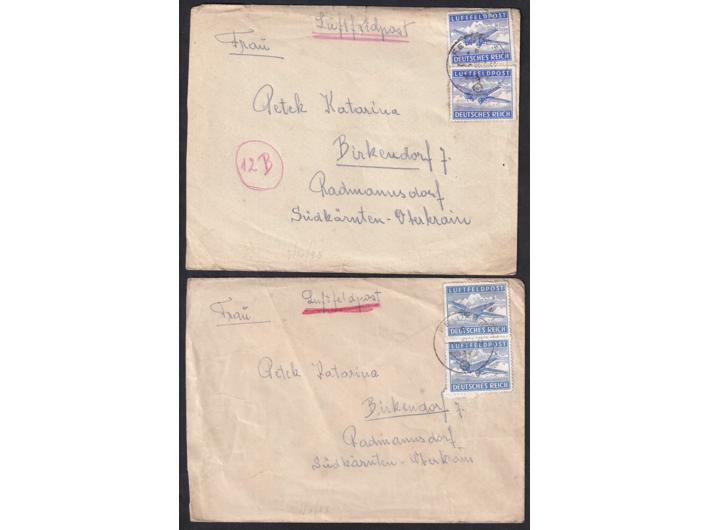 Luftfeldpost
Frau
Petek Katarina
Birkendorf 7.
Radmannsdorf
Südkärnten - Oberkrain
12B
LUFTFELDPOST
DEUTSCHES REICH
LUFTFELDPOST
DEUTSCHES REICH
Luftfeldpost
Frau
Petek Katarina
Birkendorf 7.
Radmannsdorf
Südkärnten - Oberkrain
LUFTFELDPOST
DEUTSCHES REICH
LUFTFELDPOST
DEUTSCHES REICH